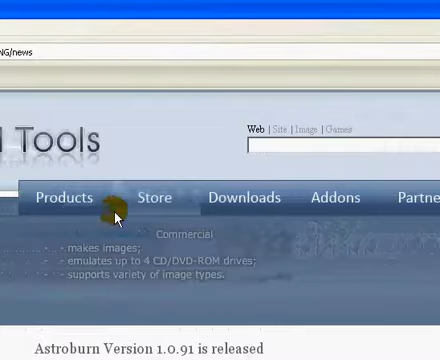 NG/news
Tools
Web | Site | Image | Games
Products Store Downloads Addons Partne
Commercial
- makes images;
- emulates up to 4 CD/DVD-ROM drives;
- supports variety of image types.
Astroburn Version 1.0.91 is released